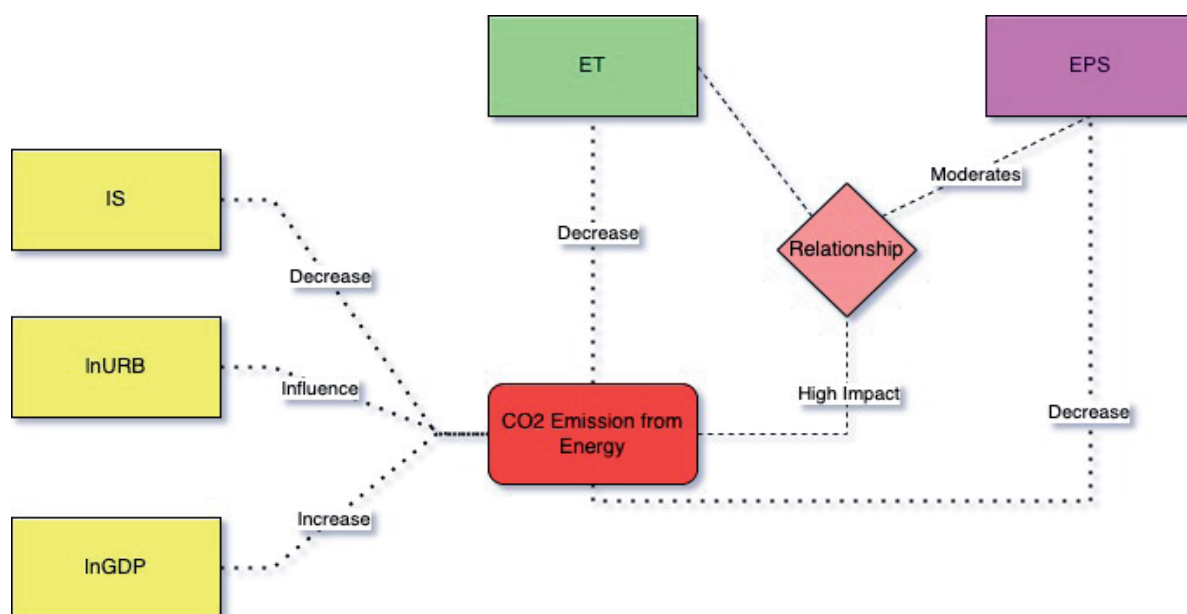 ET
EPS
IS
Moderates
Decrease
Relationship
Decrease
lnURB
Influence
High Impact
CO2 Emission from
Energy
Decrease
Increase
lnGDP